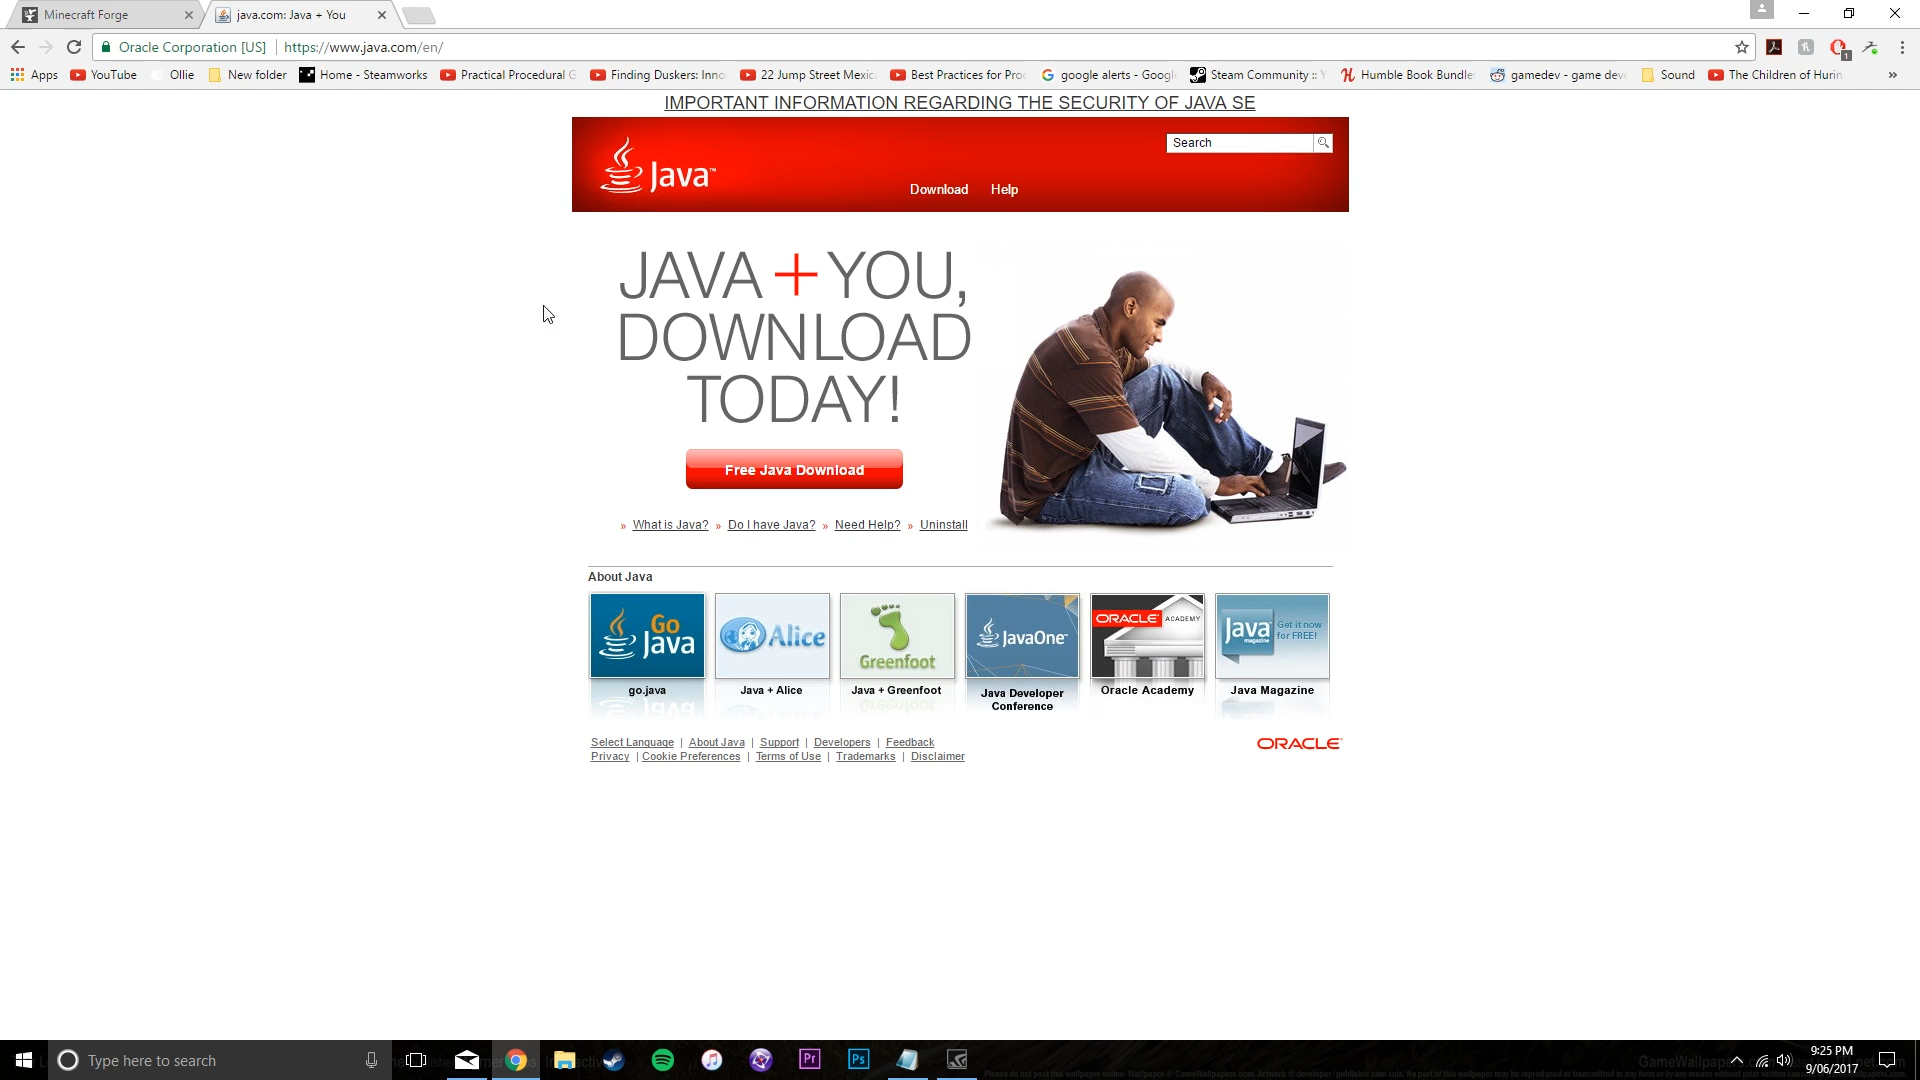 Minecraft Forge
java.com: Java + You
Oracle Corporation [US]
https://www.java.com/en/
Apps
YouTube
Ollie
New folder
Home - Steamworks
Practical Procedural G
Finding Duskers: Inno
22 Jump Street Mexic
Best Practices for Pro
google alerts - Googl
Steam Community ::
Humble Book Bundle:
gamedev - game dev
Sound
The Children of Hurin
IMPORTANT INFORMATION REGARDING THE SECURITY OF JAVA SE
Java™
Search
Download Help
JAVA + YOU,
DOWNLOAD
TODAY!
Free Java Download
» What is Java? » Do I have Java? » Need Help? » Uninstall
About Java
Go
Java
Alice
Greenfoot
JavaOne™
ORACLE ACADEMY
Java magazine
Get it now
for FREE!
go.java
Java + Alice
Java + Greenfoot
Java Developer
Conference
Oracle Academy
Java Magazine
Select Language | About Java | Support | Developers | Feedback
Privacy | Cookie Preferences | Terms of Use | Trademarks | Disclaimer
ORACLE
Type here to search
Pr
Ps
9:25 PM
9/06/2017